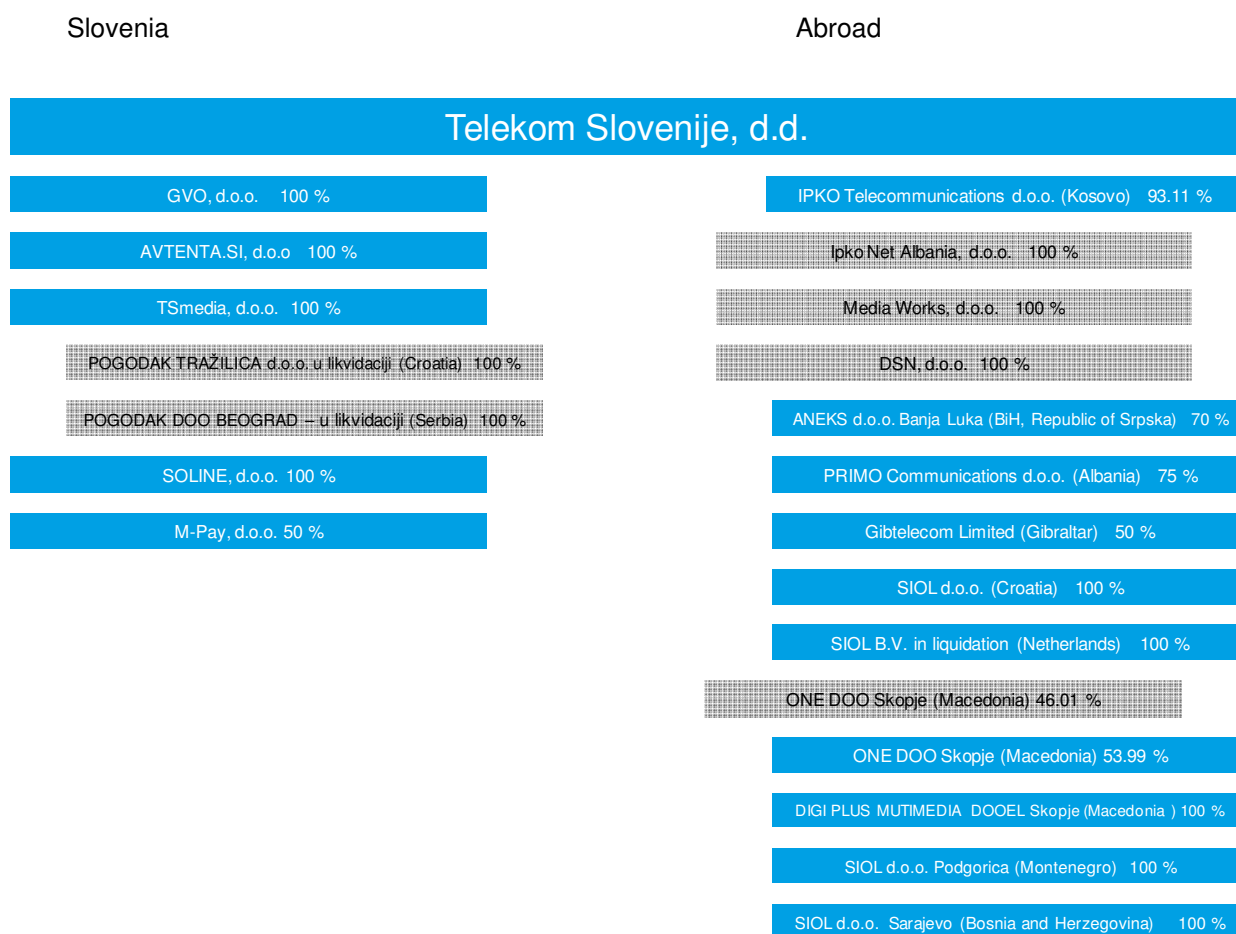 Slovenia
Abroad
Telekom Slovenije, d.d.
GVO, d.o.o. 100 %
AVTENTA.SI, d.o.o 100 %
TSmedia, d.o.o. 100 %
POGODAK TRAŽILICA d.o.o. u likvidaciji (Croatia) 100 %
POGODAK DOO BEOGRAD – u likvidaciji (Serbia) 100 %
SOLINE, d.o.o. 100 %
M-Pay, d.o.o. 50 %
IPKO Telecommunications d.o.o. (Kosovo) 93.11 %
Ipko Net Albania, d.o.o. 100 %
Media Works, d.o.o. 100 %
DSN, d.o.o. 100 %
ANEKS d.o.o. Banja Luka (BiH, Republic of Srpska) 70 %
PRIMO Communications d.o.o. (Albania) 75 %
Gibtelecom Limited (Gibraltar) 50 %
SIOL d.o.o. (Croatia) 100 %
SIOL B.V. in liquidation (Netherlands) 100 %
ONE DOO Skopje (Macedonia) 46.01 %
ONE DOO Skopje (Macedonia) 53.99 %
DIGI PLUS MUTIMEDIA DOOEL Skopje (Macedonia ) 100 %
SIOL d.o.o. Podgorica (Montenegro) 100 %
SIOL d.o.o. Sarajevo (Bosnia and Herzegovina) 100 %